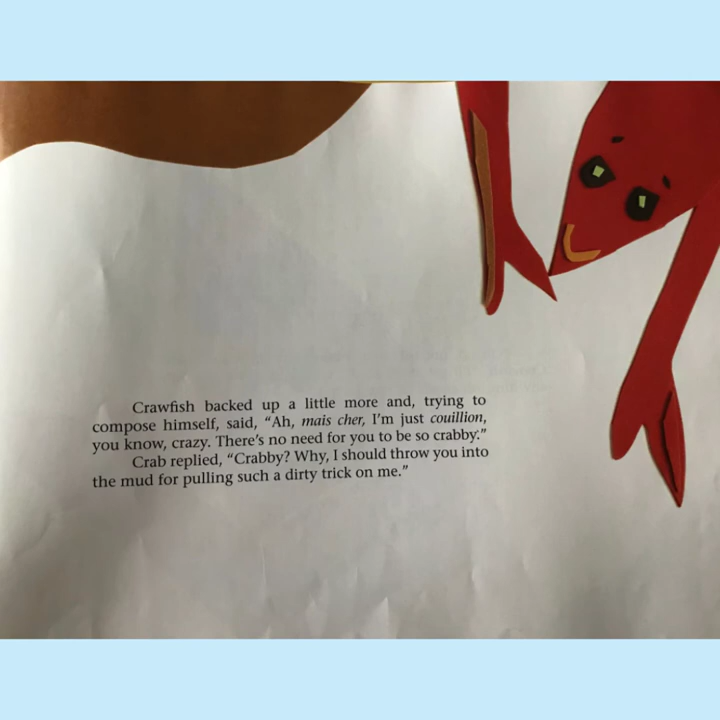 Crawfish backed up a little more and, trying to
compose himself, said, “Ah, mais cher, I’m just couillion,
you know, crazy. There’s no need for you to be so crabby.”
Crab replied, “Crabby? Why, I should throw you into
the mud for pulling such a dirty trick on me.”